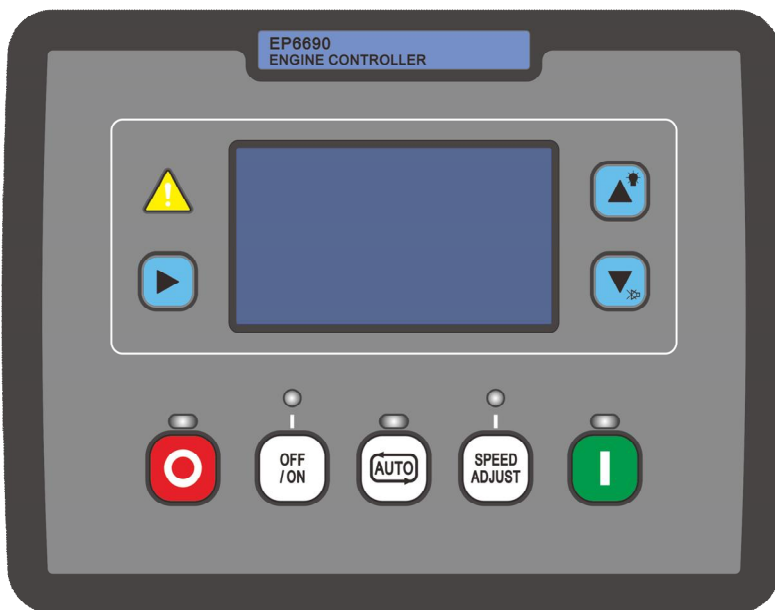 EP6690
ENGINE CONTROLLER
OFF
/ ON
AUTO
SPEED
ADJUST